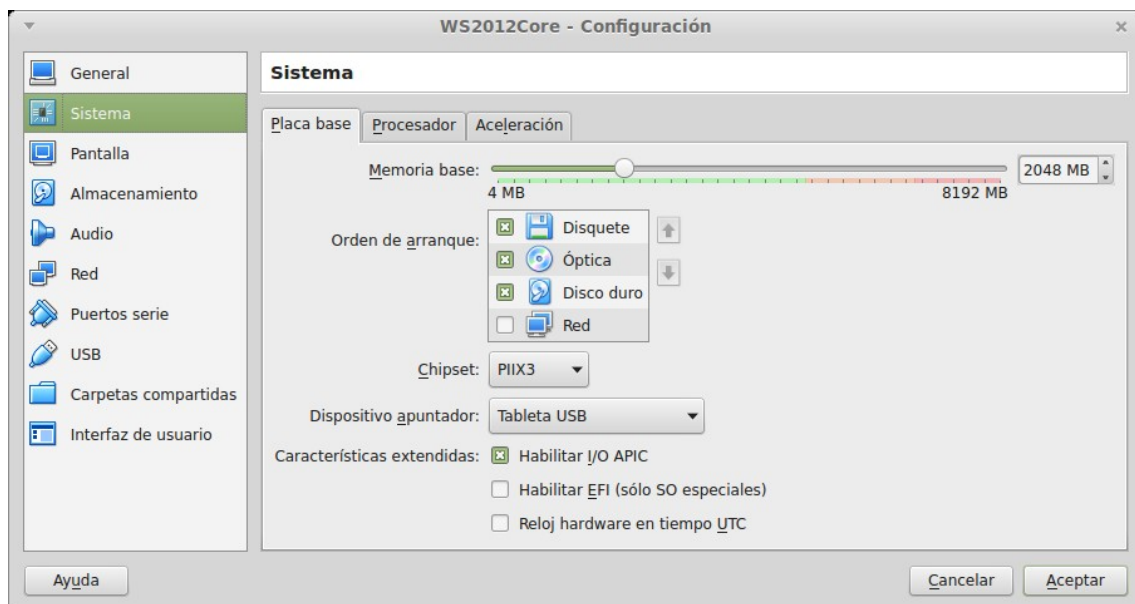 WS2012Core - Configuración
General
Sistema
Pantalla
Almacenamiento
Audio
Red
Puertos serie
USB
Carpetas compartidas
Interfaz de usuario
Sistema
Placa base Procesador Aceleración
Memoria base: 2048 MB
4 MB 8192 MB
Orden de arranque:
Disquete
Óptica
Disco duro
Red
Chipset: PIIX3
Dispositivo apuntador: Tableta USB
Características extendidas: Habilitar I/O APIC
Habilitar EFI (sólo SO especiales)
Reloj hardware en tiempo UTC
Ayuda Cancelar Aceptar